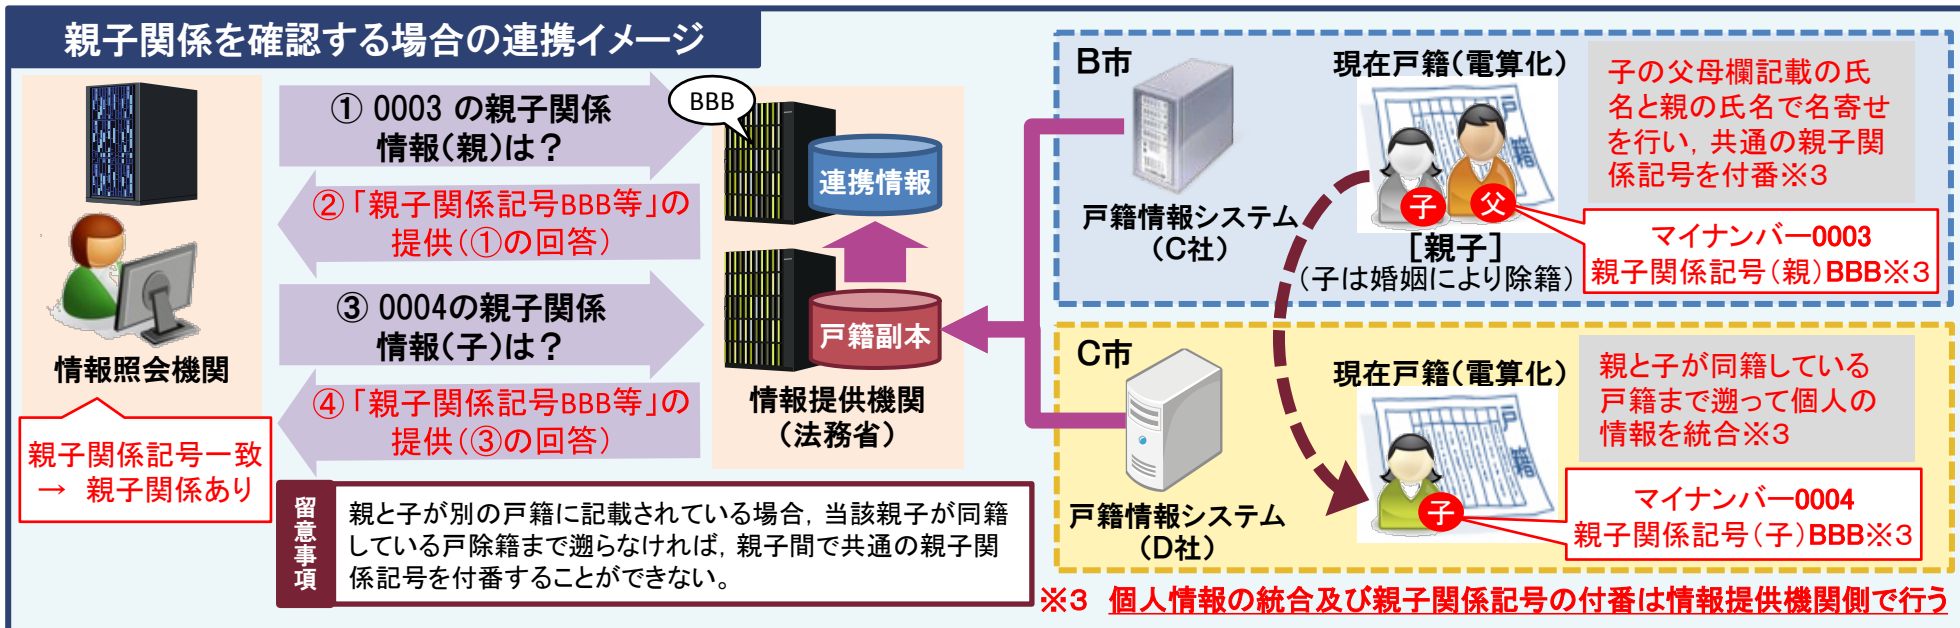 親子関係を確認する場合の連携イメージ
情報照会機関
親子関係記号一致
→ 親子関係あり
① 0003 の親子関係
情報(親)は?
②「親子関係記号BBB等」の
提供(①の回答)
③ 0004の親子関係
情報(子)は?
④「親子関係記号BBB等」の
提供(③の回答)
BBB
連携情報
戸籍副本
情報提供機関
(法務省)
留意事項
親と子が別の戸籍に記載されている場合,当該親子が同籍
している戸除籍まで遡らなければ,親子間で共通の親子関
係記号を付番することができない。
B市
戸籍情報システム
(C社)
現在戸籍(電算化)
戸籍
子
父
[親子]
(子は婚姻により除籍)
子の父母欄記載の氏
名と親の氏名で名寄せ
を行い,共通の親子関
係記号を付番※3
マイナンバー0003
親子関係記号(親)BBB※3
C市
戸籍情報システム
(D社)
現在戸籍(電算化)
籍
子
親と子が同籍している
戸籍まで遡って個人の
情報を統合※3
マイナンバー0004
親子関係記号(子)BBB※3
※3 個人情報の統合及び親子関係記号の付番は情報提供機関側で行う